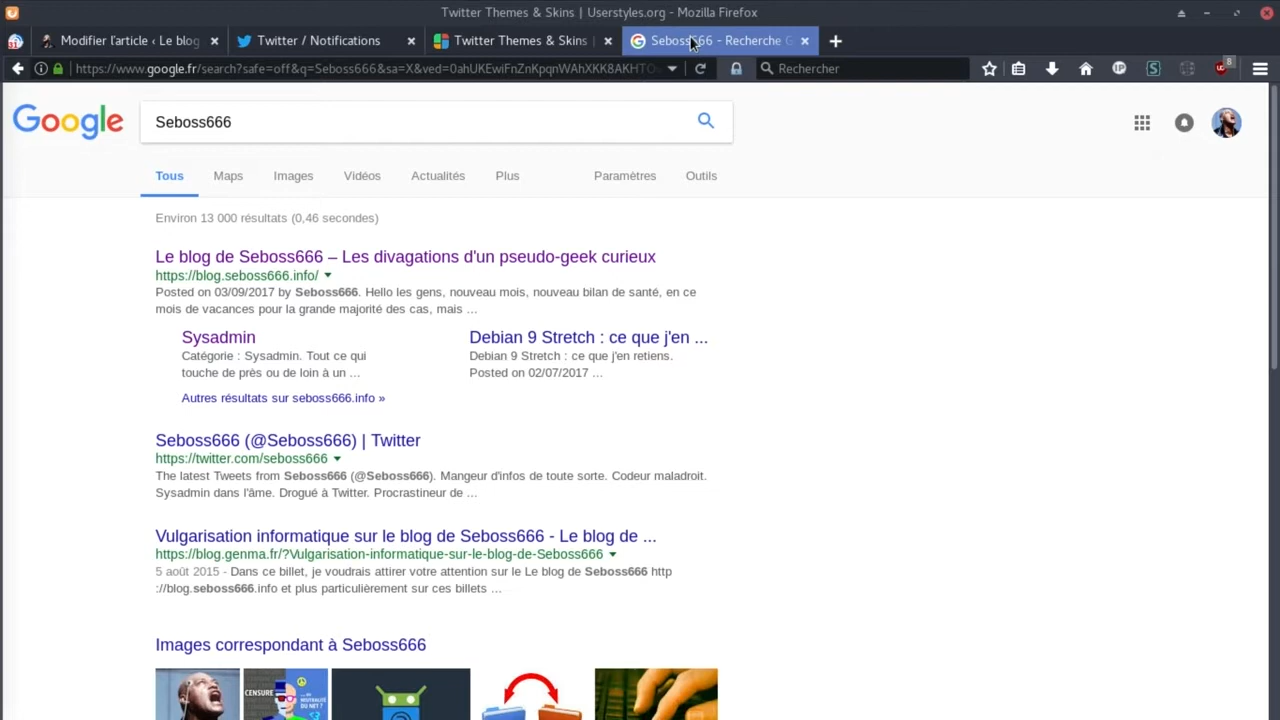 Twitter Themes & Skins | Userstyles.org - Mozilla Firefox
31 Modifier l'article ‹ Le blog × Twitter / Notifications × Twitter Themes & Skins | × Seboss666 - Recherche G × +
https://www.google.fr/search?safe=off&q=Seboss666&sa=X&ved=0ahUKEwiFnZnKpqnWAhXKK8AKHTO Rechercher 8
Google Seboss666
Tous Maps Images Vidéos Actualités Plus Paramètres Outils
Environ 13 000 résultats (0,46 secondes)
Le blog de Seboss666 – Les divagations d'un pseudo-geek curieux
https://blog.seboss666.info/
Posted on 03/09/2017 by Seboss666. Hello les gens, nouveau mois, nouveau bilan de santé, en ce
mois de vacances pour la grande majorité des cas, mais ...
Sysadmin
Catégorie : Sysadmin. Tout ce qui
touche de près ou de loin à un ...
Debian 9 Stretch : ce que j'en ...
Debian 9 Stretch : ce que j'en retiens.
Posted on 02/07/2017 ...
Autres résultats sur seboss666.info »
Seboss666 (@Seboss666) | Twitter
https://twitter.com/seboss666
The latest Tweets from Seboss666 (@Seboss666). Mangeur d'infos de toute sorte. Codeur maladroit.
Sysadmin dans l'âme. Drogué à Twitter. Procrastineur de ...
Vulgarisation informatique sur le blog de Seboss666 - Le blog de ...
https://blog.genma.fr/?Vulgarisation-informatique-sur-le-blog-de-Seboss666
5 août 2015 - Dans ce billet, je voudrais attirer votre attention sur le Le blog de Seboss666 http
://blog.seboss666.info et plus particulièrement sur ces billets ...
Images correspondant à Seboss666
CENSURE